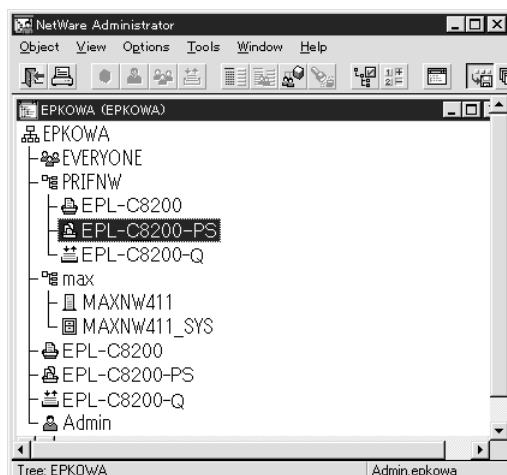 NetWare Administrator
Object View Options Tools Window Help
EPKOWA (EPKOWA)
EPKOWA
EVERYONE
PRIFNW
EPL-C8200
EPL-C8200-PS
EPL-C8200-Q
max
MAXNW411
MAXNW411_SYS
EPL-C8200
EPL-C8200-PS
EPL-C8200-Q
Admin
Tree: EPKOWA Admin.epkowa